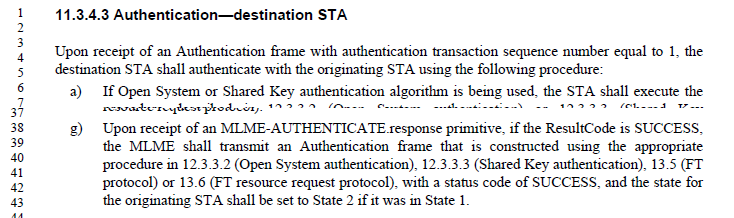 1 11.3.4.3 Authentication—destination STA
2
3 Upon receipt of an Authentication frame with authentication transaction sequence number equal to 1, the
4
5 destination STA shall authenticate with the originating STA using the following procedure:
6 a) If Open System or Shared Key authentication algorithm is being used, the STA shall execute the
7
37
38 g) Upon receipt of an MLME-AUTHENTICATE.response primitive, if the ResultCode is SUCCESS,
39 the MLME shall transmit an Authentication frame that is constructed using the appropriate
40 procedure in 12.3.3.2 (Open System authentication), 12.3.3.3 (Shared Key authentication), 13.5 (FT
41
42 protocol) or 13.6 (FT resource request protocol), with a status code of SUCCESS, and the state for
43 the originating STA shall be set to State 2 if it was in State 1.